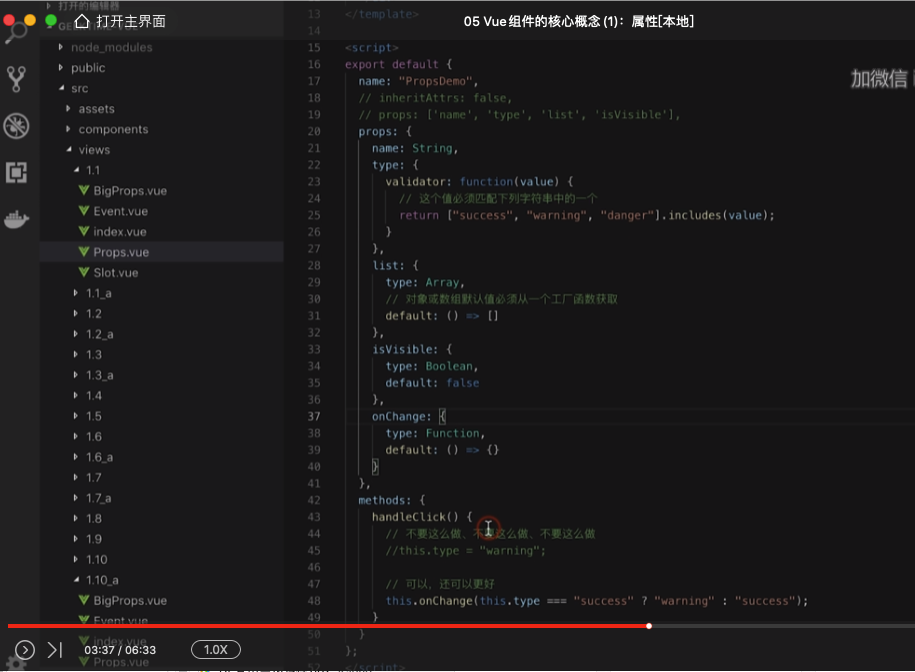 打开的编辑器
打开主界面
05 Vue组件的核心概念 (1)：属性[本地]
加微信
node_modules
public
src
assets
components
views
1.1
BigProps.vue
Event.vue
index.vue
Props.vue
Slot.vue
1.1_a
1.2
1.2_a
1.3
1.3_a
1.4
1.5
1.6
1.6_a
1.7
1.7_a
1.8
1.9
1.10
1.10_a
BigProps.vue
Event.vue
index.vue
Props.vue
13 </template>
14
15 <script>
16 export default {
17 name: "PropsDemo",
18 // inheritAttrs: false,
19 // props: ['name', 'type', 'list', 'isVisible'],
20 props: {
21 name: String,
22 type: {
23 validator: function(value) {
24 // 这个值必须匹配下列字符串中的一个
25 return ["success", "warning", "danger"].includes(value);
26 }
27 },
28 list: {
29 type: Array,
30 // 对象或数组默认值必须从一个工厂函数获取
31 default: () => []
32 },
33 isVisible: {
34 type: Boolean,
35 default: false
36 },
37 onChange: {
38 type: Function,
39 default: () => {}
40 }
41 },
42 methods: {
43 handleClick() {
44 // 不要这么做、不要这么做、不要这么做
45 //this.type = "warning";
46
47 // 可以，还可以更好
48 this.onChange(this.type === "success" ? "warning" : "success");
49 }
50 }
51 };
52 </script>
03:37 / 06:33
1.0X